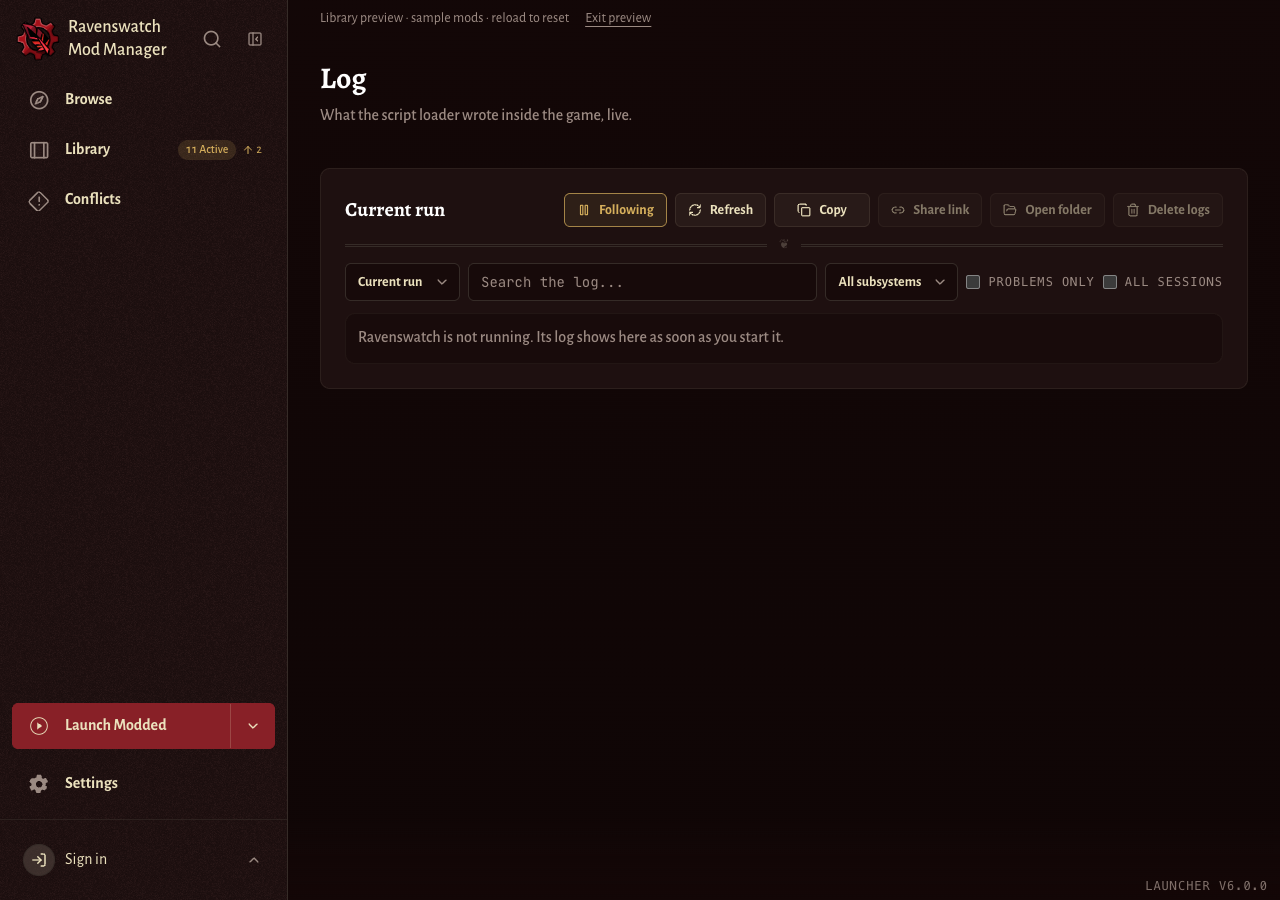 Ravenswatch
Mod Manager
Browse
Library
11 Active
2
Conflicts
Launch Modded
Settings
Sign in
Library preview · sample mods · reload to reset
Exit preview
Log
What the script loader wrote inside the game, live.
Current run
Following
Refresh
Copy
Share link
Open folder
Delete logs
Current run
Search the log...
All subsystems
PROBLEMS ONLY
ALL SESSIONS
Ravenswatch is not running. Its log shows here as soon as you start it.
LAUNCHER V6.0.0